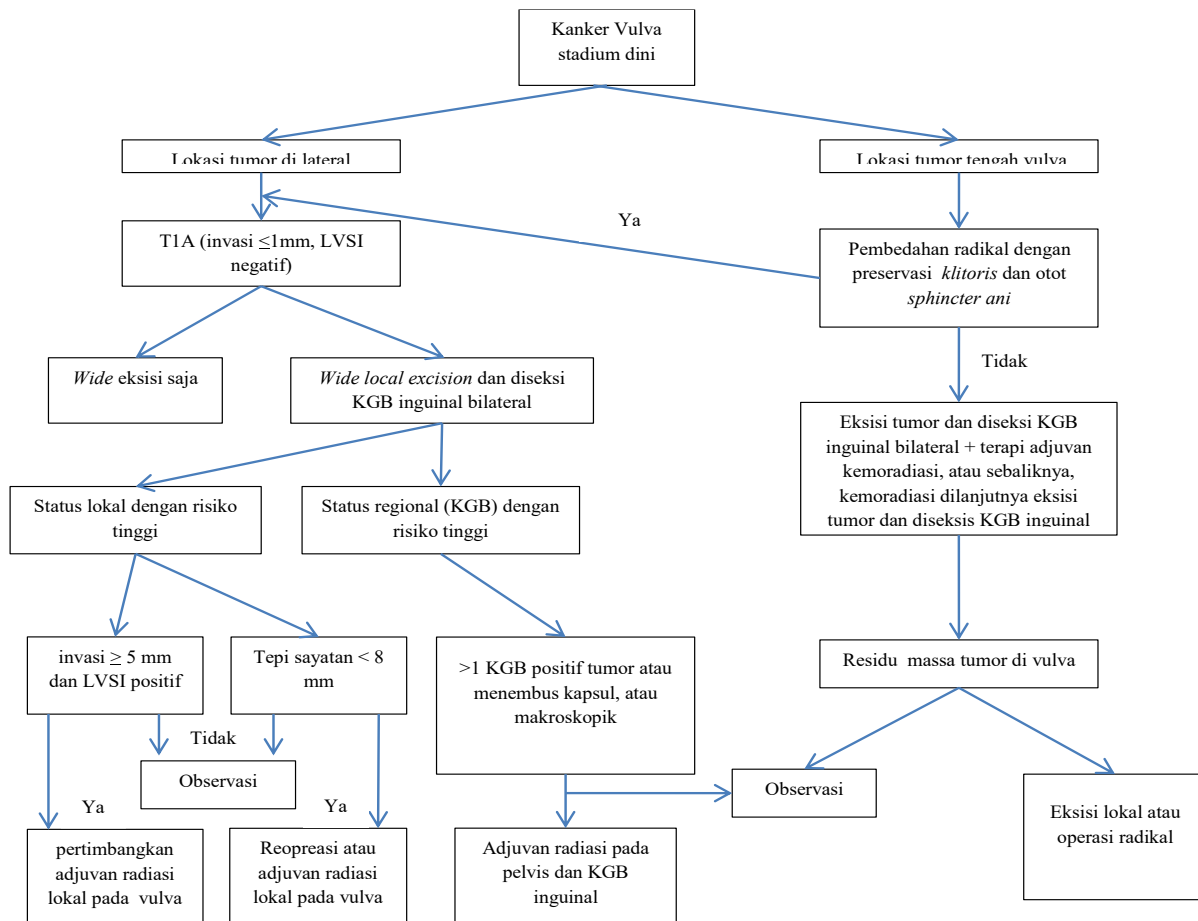 Kanker Vulva
stadium dini
Lokasi tumor di lateral
Lokasi tumor tengah vulva
Ya
T1A (invasi ≤1mm, LVSI
negatif)
Pembedahan radikal dengan
preservasi klitoris dan otot
sphincter ani
Tidak
Wide eksisi saja
Wide local excision dan diseksi
KGB inguinal bilateral
Eksisi tumor dan diseksi KGB
inguinal bilateral + terapi adjuvan
kemoradiasi, atau sebaliknya,
kemoradiasi dilanjutnya eksisi
tumor dan diseksis KGB inguinal
Status lokal dengan risiko
tinggi
Status regional (KGB) dengan
risiko tinggi
invasi ≥ 5 mm
dan LVSI positif
Tepi sayatan < 8
mm
>1 KGB positif tumor atau
menembus kapsul, atau
makroskopik
Residu massa tumor di vulva
Tidak
Observasi
Observasi
Ya
Ya
pertimbangkan
adjuvan radiasi
lokal pada vulva
Reopreasi atau
adjuvan radiasi
lokal pada vulva
Adjuvan radiasi pada
pelvis dan KGB
inguinal
Eksisi lokal atau
operasi radikal